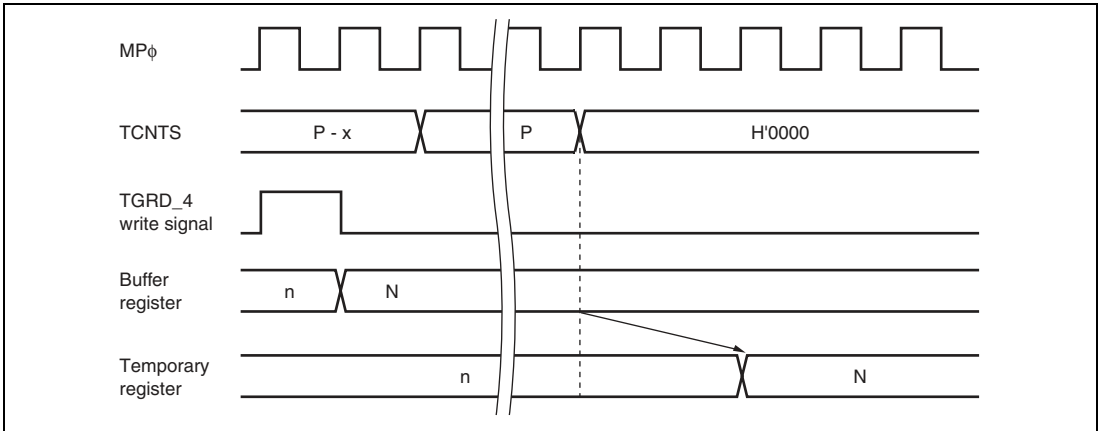 MPϕ
TCNTS
P - x
P
H'0000
TGRD_4
write signal
Buffer
register
n
N
Temporary
register
n
N